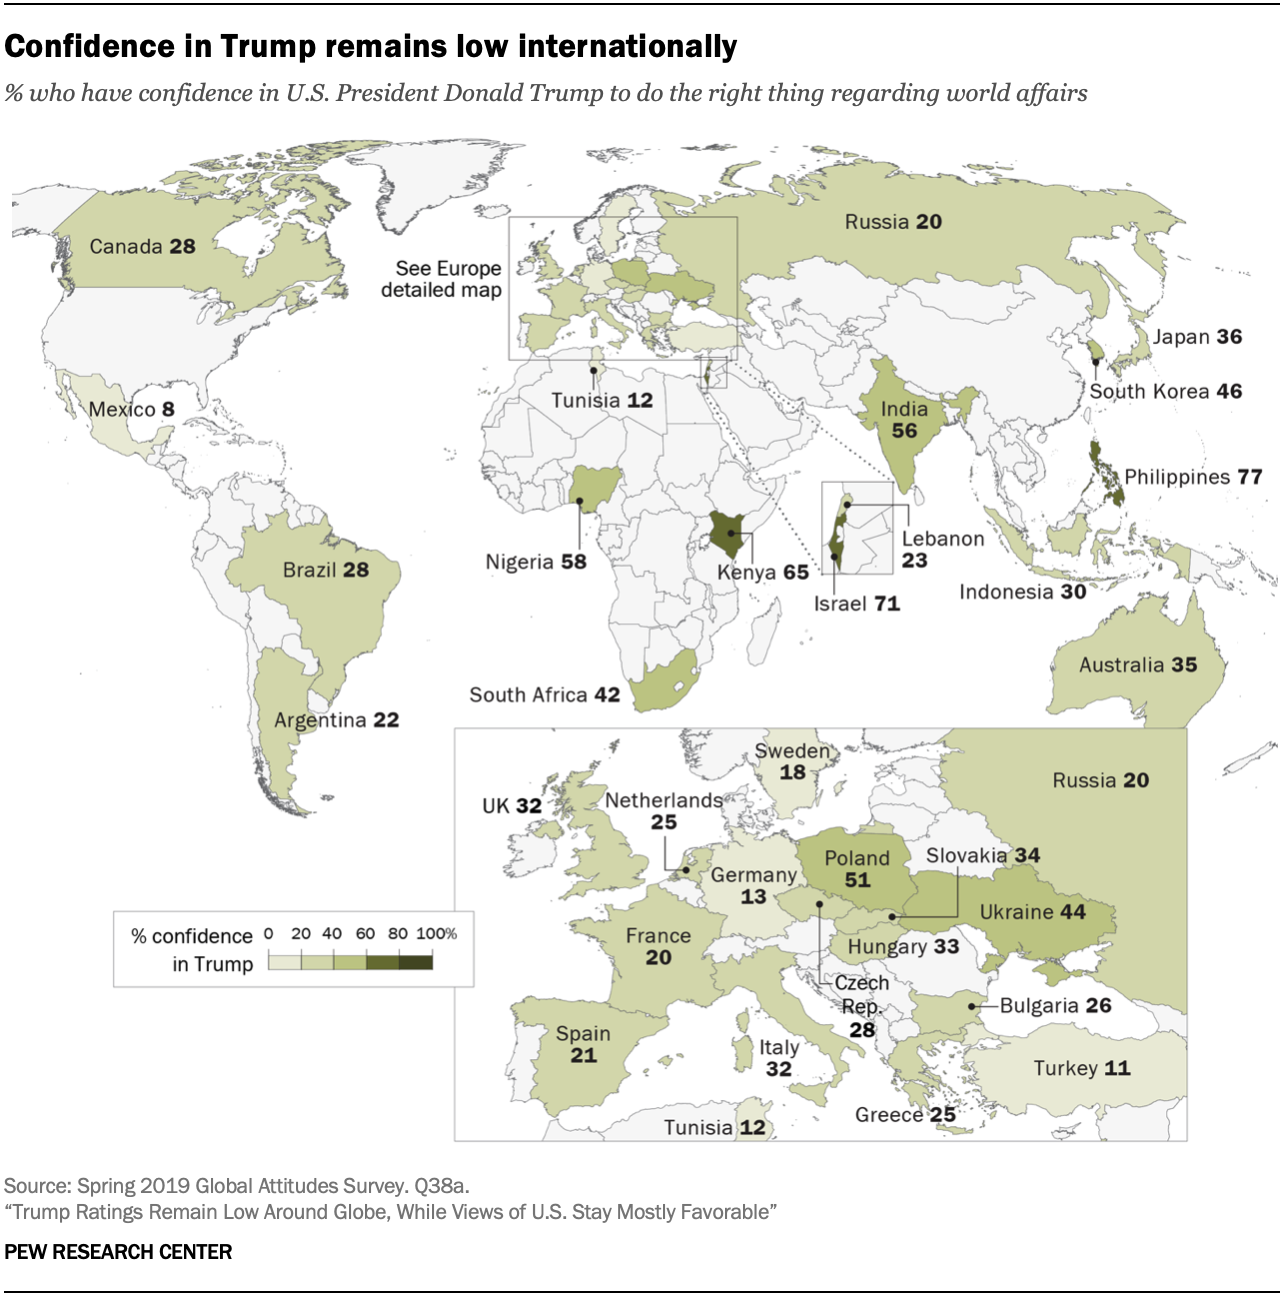 Confidence in Trump remains low internationally
% who have confidence in U.S. President Donald Trump to do the right thing regarding world affairs
Canada 28
Russia 20
See Europe
detailed map
Japan 36
South Korea 46
Mexico 8
Tunisia 12
India
56
Philippines 77
Nigeria 58
Kenya 65
Lebanon
23
Israel 71
Indonesia 30
Brazil 28
Australia 35
South Africa 42
Argentina 22
Sweden
18
Russia 20
UK 32
Netherlands
25
Slovakia 34
Poland
51
Germany
13
Ukraine 44
France
20
Hungary 33
% confidence
in Trump
0 20 40 60 80 100%
Czech
Rep.
28
Bulgaria 26
Spain
21
Italy
32
Turkey 11
Greece 25
Tunisia 12
Source: Spring 2019 Global Attitudes Survey. Q38a.
“Trump Ratings Remain Low Around Globe, While Views of U.S. Stay Mostly Favorable”
PEW RESEARCH CENTER